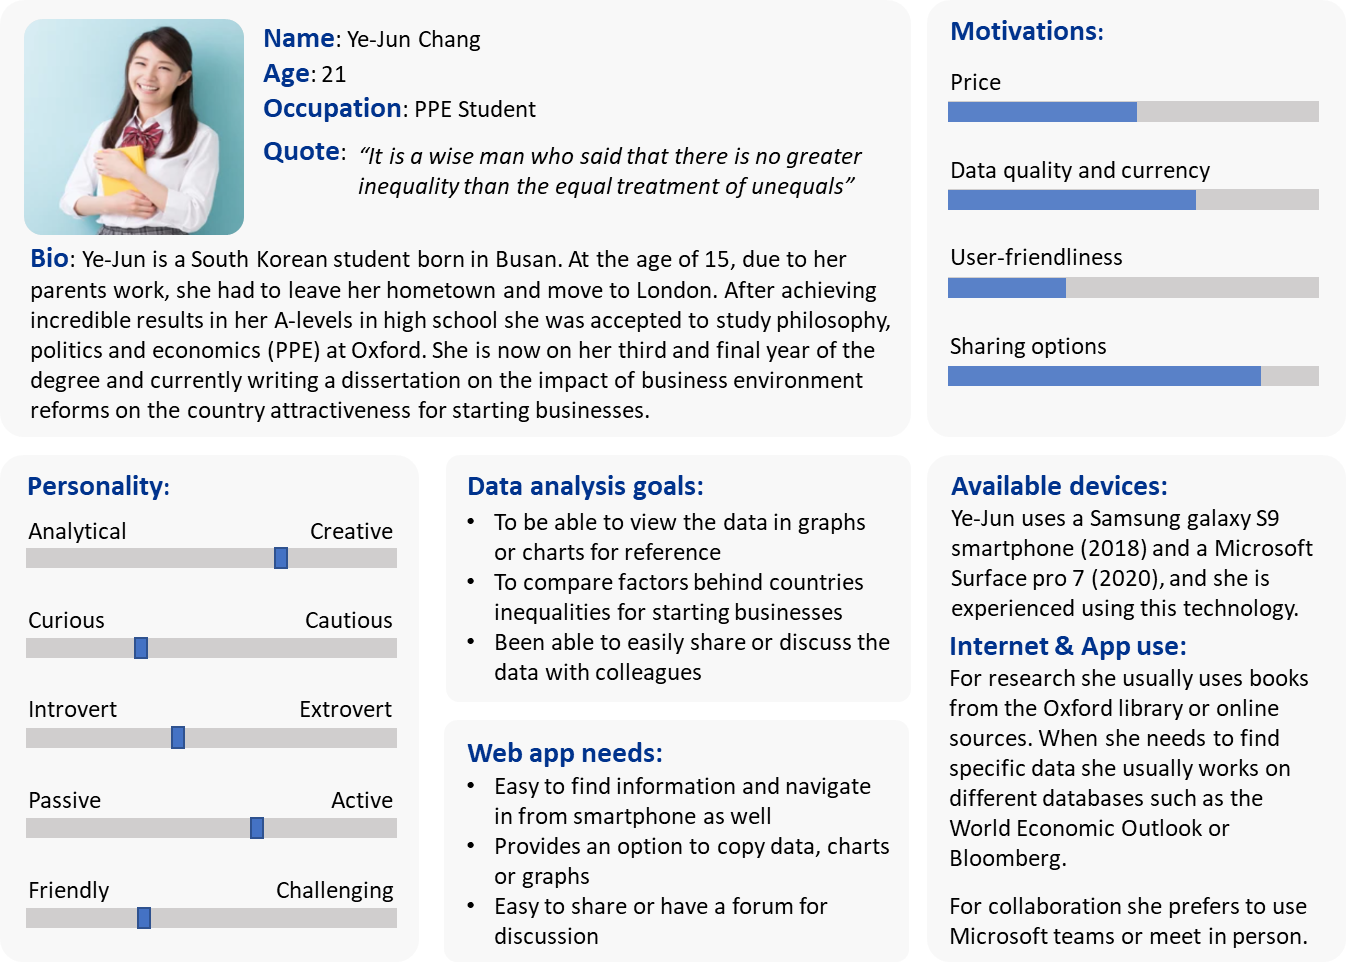 Name: Ye-Jun Chang
Age: 21
Occupation: PPE Student
Quote: “It is a wise man who said that there is no greater
inequality than the equal treatment of unequals”
Bio: Ye-Jun is a South Korean student born in Busan. At the age of 15, due to her
parents work, she had to leave her hometown and move to London. After achieving
incredible results in her A-levels in high school she was accepted to study philosophy,
politics and economics (PPE) at Oxford. She is now on her third and final year of the
degree and currently writing a dissertation on the impact of business environment
reforms on the country attractiveness for starting businesses.
Motivations:
Price
Data quality and currency
User-friendliness
Sharing options
Personality:
Analytical Creative
Curious Cautious
Introvert Extrovert
Passive Active
Friendly Challenging
Data analysis goals:
• To be able to view the data in graphs
or charts for reference
• To compare factors behind countries
inequalities for starting businesses
• Been able to easily share or discuss the
data with colleagues
Web app needs:
• Easy to find information and navigate
in from smartphone as well
• Provides an option to copy data, charts
or graphs
• Easy to share or have a forum for
discussion
Available devices:
Ye-Jun uses a Samsung galaxy S9
smartphone (2018) and a Microsoft
Surface pro 7 (2020), and she is
experienced using this technology.
Internet & App use:
For research she usually uses books
from the Oxford library or online
sources. When she needs to find
specific data she usually works on
different databases such as the
World Economic Outlook or
Bloomberg.
For collaboration she prefers to use
Microsoft teams or meet in person.